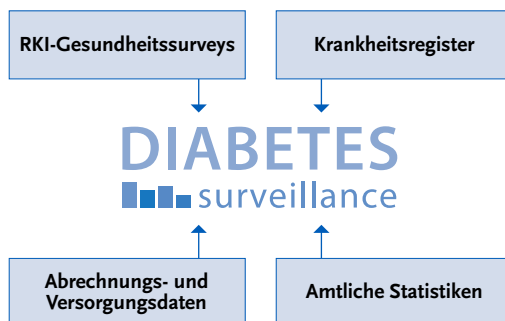 RKI-Gesundheitssurveys
Krankheitsregister
DIABETES
surveillance
Abrechnungs- und
Versorgungsdaten
Amtliche Statistiken